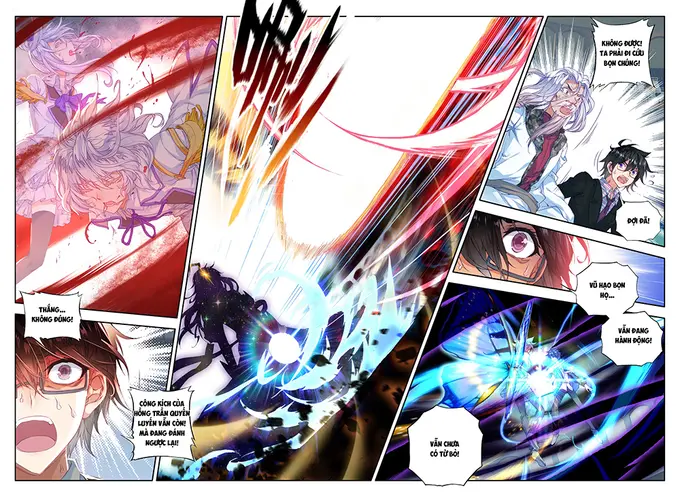 KHÔNG ĐƯỢC!
TA PHẢI ĐI CỨU
BỌN CHÚNG!
ĐỢI ĐÃ!
VŨ HẠO BỌN
HỌ...
VẪN ĐANG
HÀNH ĐỘNG!
VẪN CHƯA
CÓ TỪ BỎ!
THẮNG...
KHÔNG ĐÚNG!
CÔNG KÍCH CỦA
HỒNG TRẦN QUYẾN
LUYẾN VẪN CÒN!
MÀ ĐANG ĐÁNH
NGƯỢC LẠI!